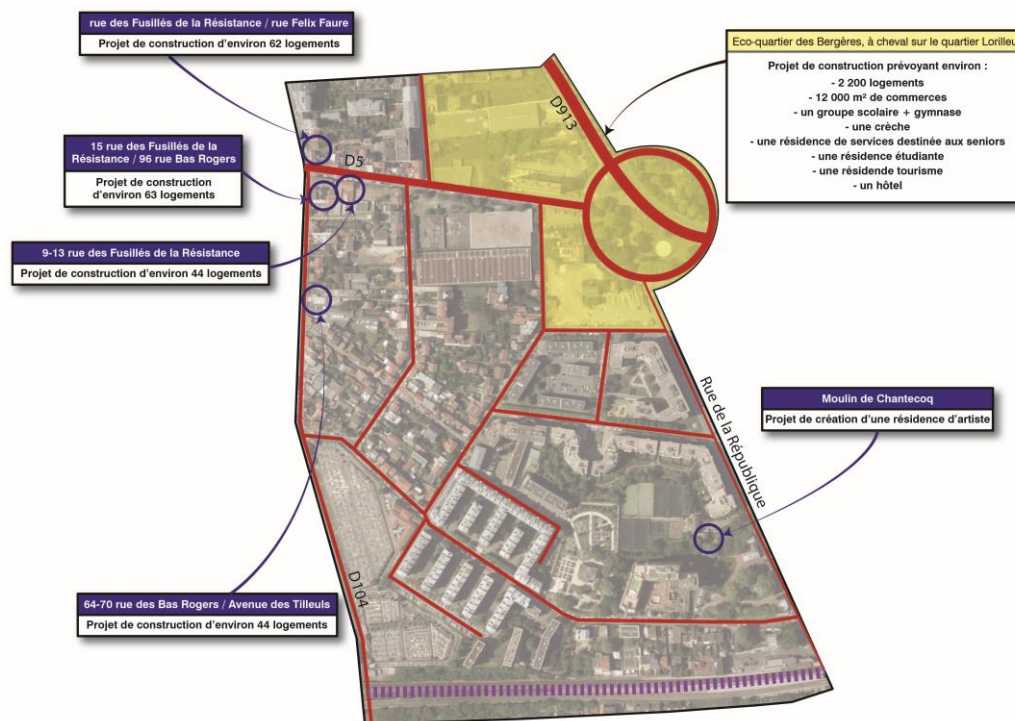 rue des Fusillés de la Résistance / rue Felix Faure
Projet de construction d'environ 62 logements
15 rue des Fusillés de la
Résistance / 96 rue Bas Rogers
Projet de construction
d'environ 63 logements
9-13 rue des Fusillés de la Résistance
Projet de construction d'environ 44 logements
64-70 rue des Bas Rogers / Avenue des Tilleuls
Projet de construction d'environ 44 logements
D5
D913
D104
Rue de la République
Eco-quartier des Bergères, à cheval sur le quartier Lorilleux
Projet de construction prévoyant environ :
- 2 200 logements
- 12 000 m² de commerces
- un groupe scolaire + gymnase
- une crèche
- une résidence de services destinée aux seniors
- une résidence étudiante
- une résidende tourisme
- un hôtel
Moulin de Chantecoq
Projet de création d'une résidence d'artiste